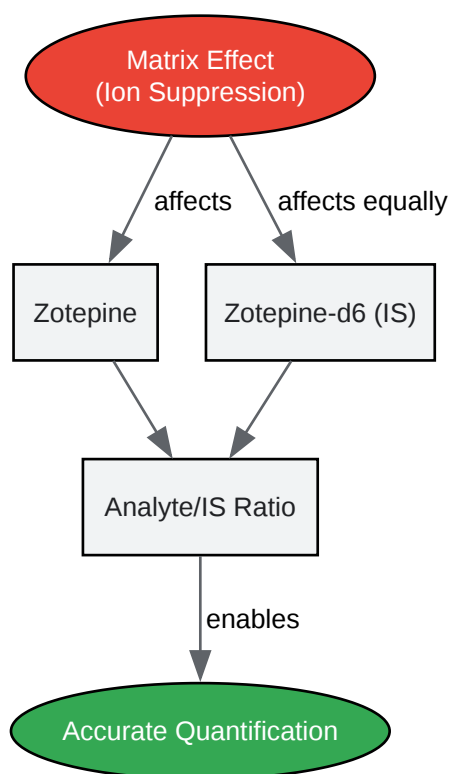 Matrix Effect
(Ion Suppression)
affects
affects equally
Zotepine
Zotepine-d6 (IS)
Analyte/IS Ratio
enables
Accurate Quantification